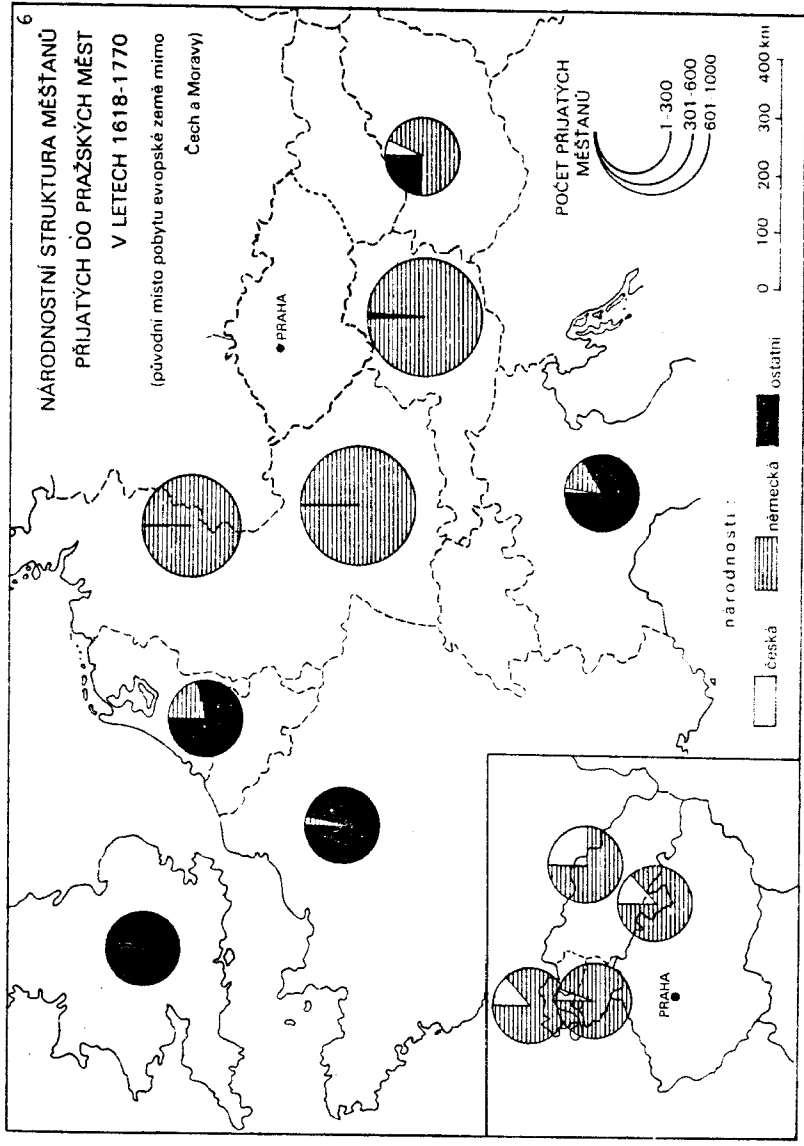 6
NÁRODNOSTNÍ STRUKTURA MĚŠŤANŮ
PŘIJATÝCH DO PRAŽSKÝCH MĚST
V LETECH 1618-1770
(původní místo pobytu evropské země mimo
Čech a Moravy)
PRAHA
POČET PŘIJATÝCH
MĚŠŤANŮ
1-300
301-600
601-1000
0 100 200 300 400 km
národnosti:
česká
německá
ostatní
PRAHA